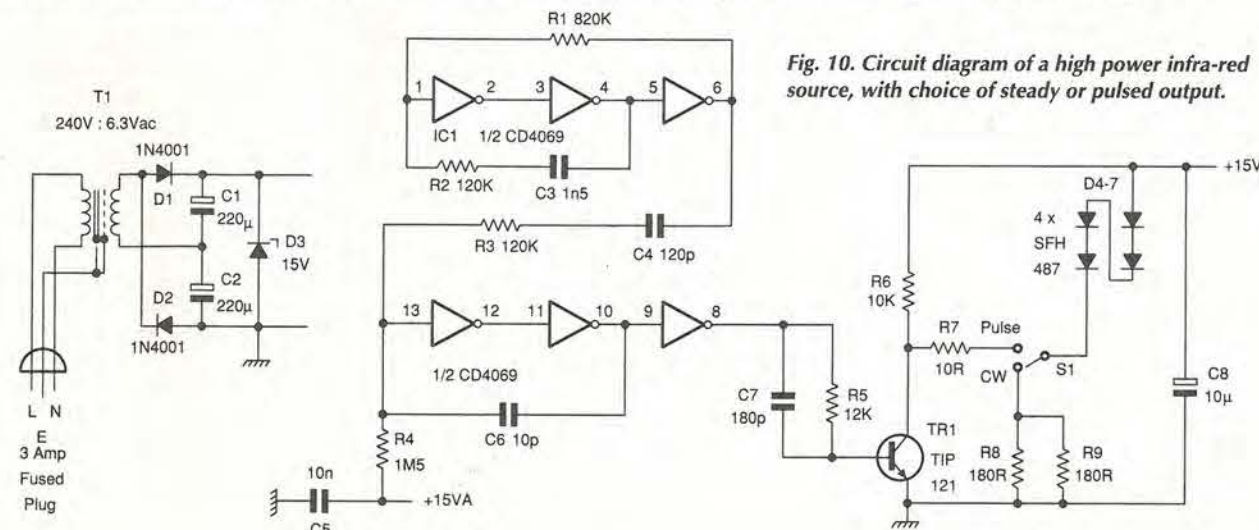 R1 820K
Fig. 10. Circuit diagram of a high power infra-red
source, with choice of steady or pulsed output.
T1
240V : 6.3Vac
1N4001
D1
C1
220µ
D3
15V
D2
1N4001
C2
220µ
L N
E
3 Amp
Fused
Plug
1
2
3
4
5
6
IC1
1/2 CD4069
R2 120K
C3 1n5
R3 120K
C4 120p
13
12
11
10
9
8
1/2 CD4069
C6 10p
R4
1M5
10n
C5
+15VA
C7
180p
R5
12K
+15V
D4-7
4 x
SFH
487
R6
10K
R7
10R
Pulse
CW
S1
TR1
TIP
121
R8
180R
R9
180R
C8
10µ